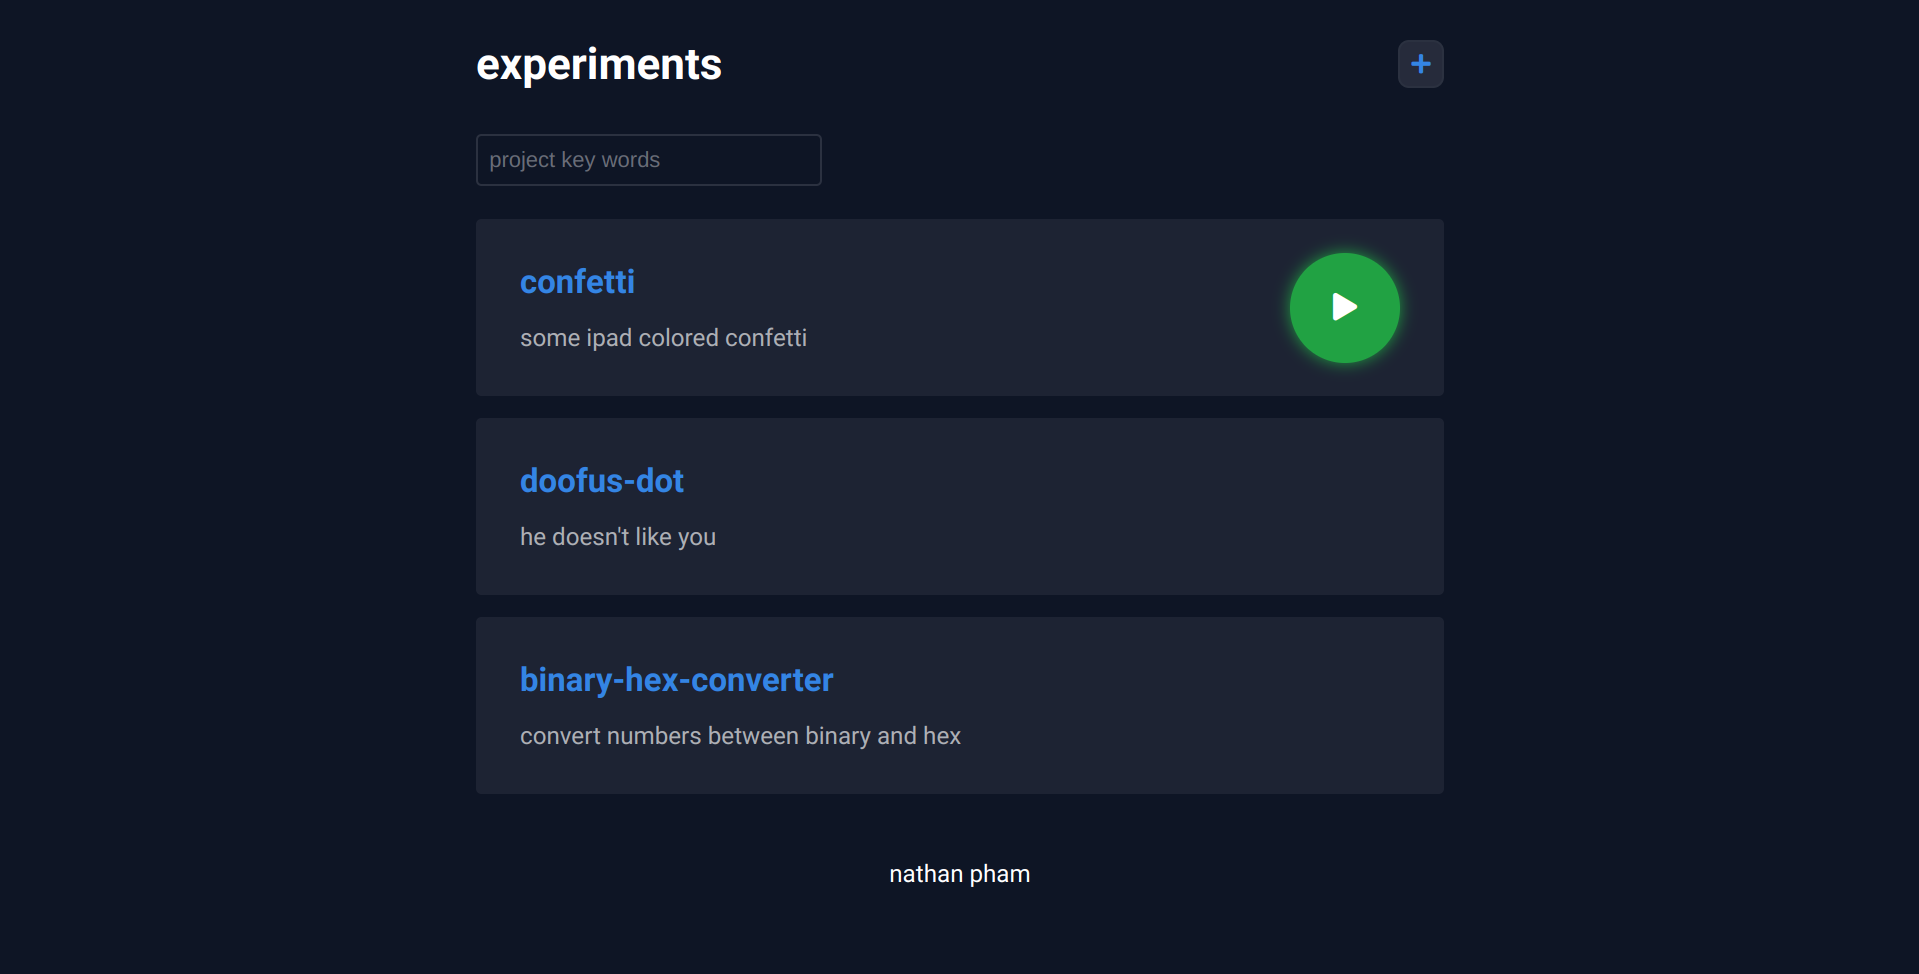 experiments
project key words
confetti
some ipad colored confetti
doofus-dot
he doesn't like you
binary-hex-converter
convert numbers between binary and hex
nathan pham